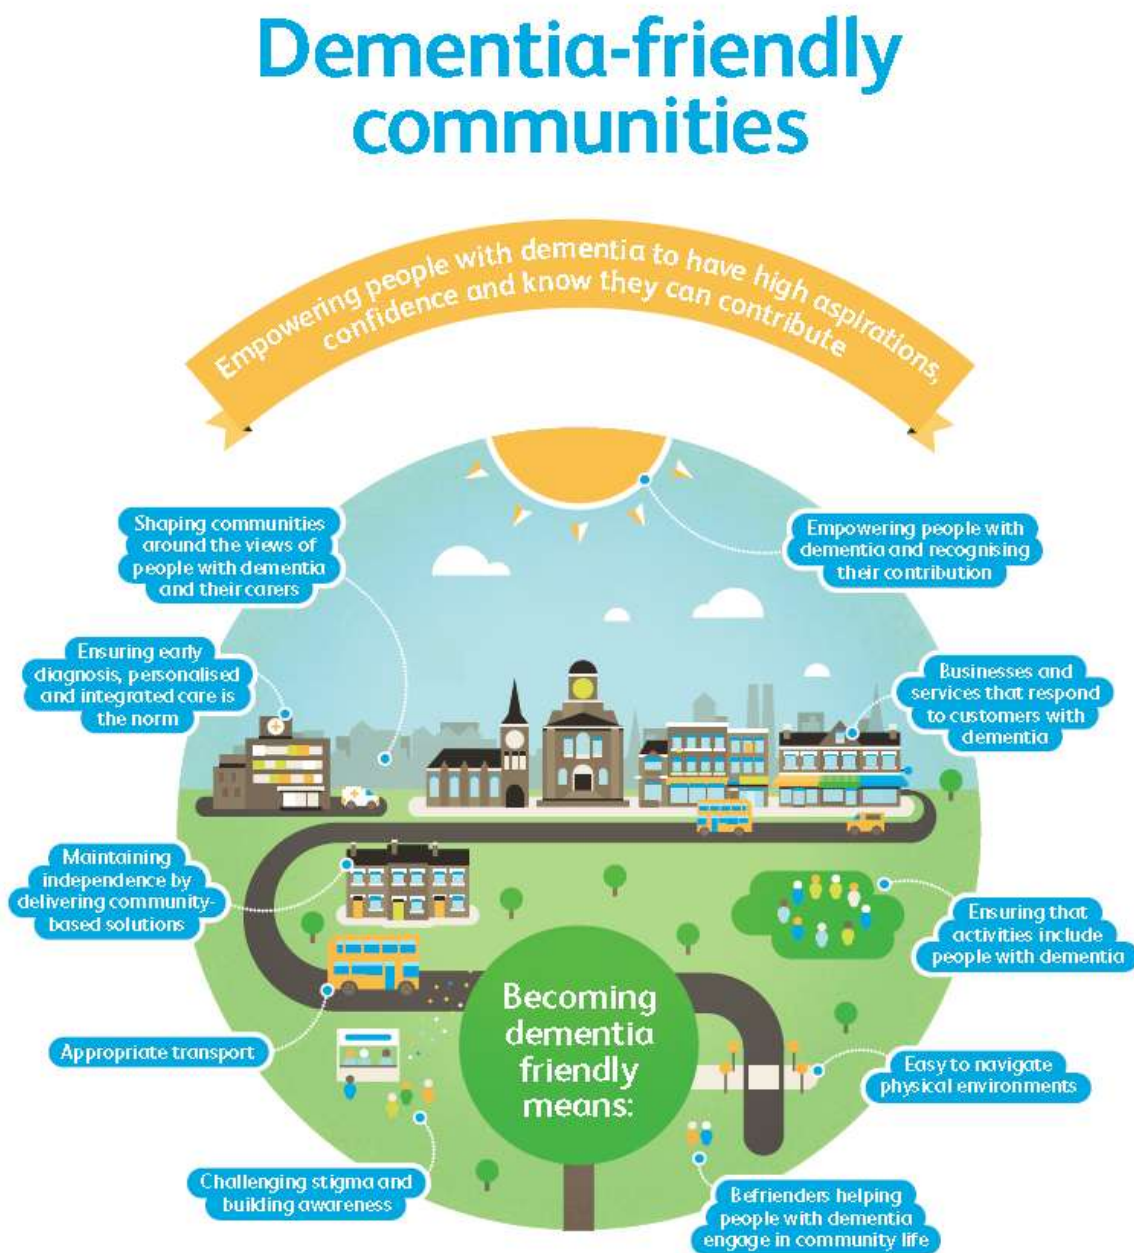 Dementia-friendly
communities
Empowering people with dementia to have high aspirations,
confidence and know they can contribute
Shaping communities
around the views of
people with dementia
and their carers
Empowering people with
dementia and recognising
their contribution
Ensuring early
diagnosis, personalised
and integrated care is
the norm
Businesses and
services that respond
to customers with
dementia
Maintaining
independence by
delivering community-
based solutions
Ensuring that
activities include
people with dementia
Appropriate transport
Becoming
dementia
friendly
means:
Easy to navigate
physical environments
Challenging stigma and
building awareness
Befrienders helping
people with dementia
engage in community life